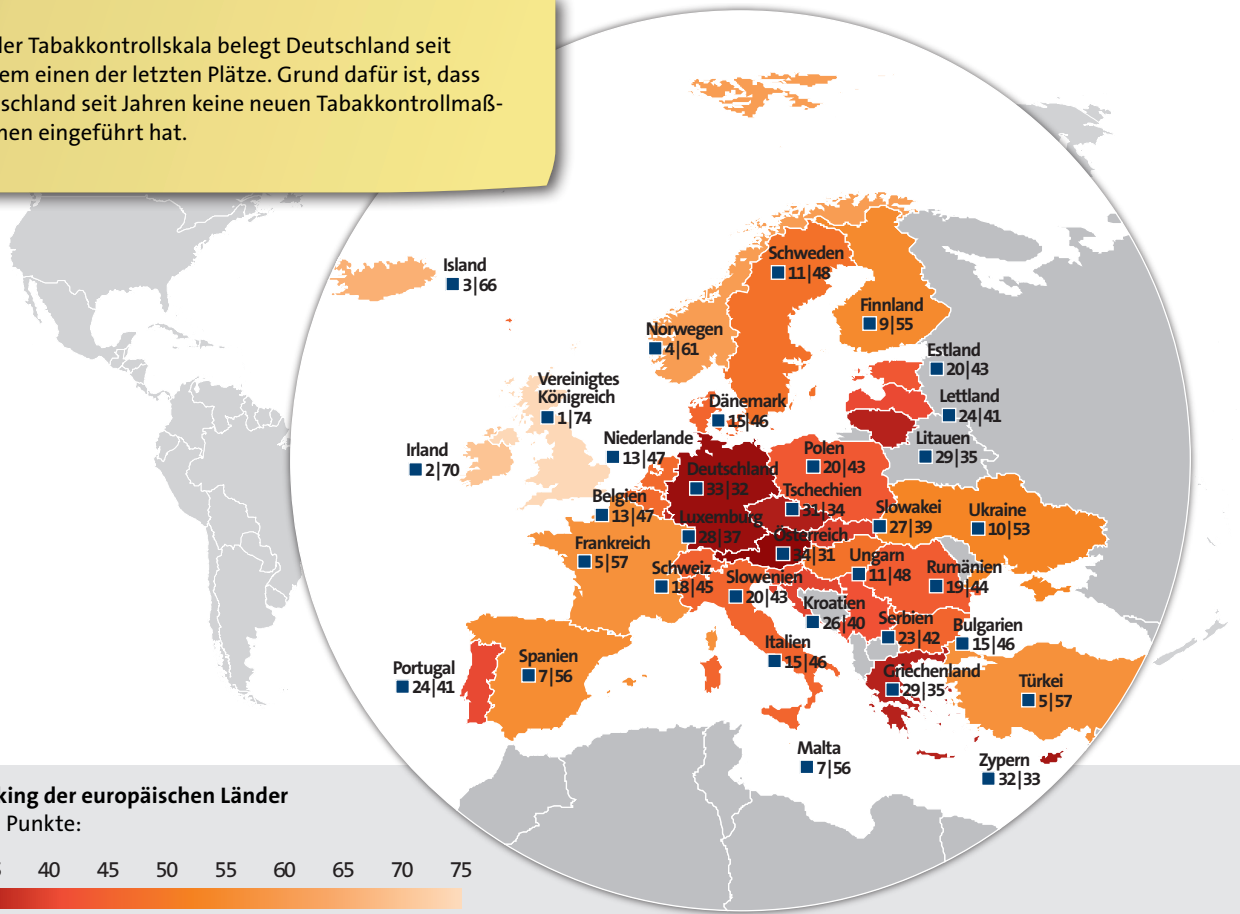 der Tabakkontrollskala belegt Deutschland seit
em einen der letzten Plätze. Grund dafür ist, dass
schland seit Jahren keine neuen Tabakkontrollmaß-
men eingeführt hat.
Island
3|66
Schweden
11|48
Finnland
9|55
Norwegen
4|61
Estland
20|43
Vereinigtes
Königreich
1|74
Dänemark
15|46
Lettland
24|41
Irland
2|70
Niederlande
13|47
Polen
20|43
Litauen
29|35
Deutschland
33|32
Belgien
13|47
Tschechien
31|34
Slowakei
27|39
Ukraine
10|53
Luxemburg
28|37
Österreich
34|31
Frankreich
5|57
Ungarn
11|48
Rumänien
19|44
Schweiz
18|45
Slowenien
20|43
Kroatien
26|40
Serbien
23|42
Bulgarien
15|46
Italien
15|46
Portugal
24|41
Spanien
7|56
Griechenland
29|35
Türkei
5|57
Malta
7|56
Zypern
32|33
king der europäischen Länder
Punkte:
40 45 50 55 60 65 70 75